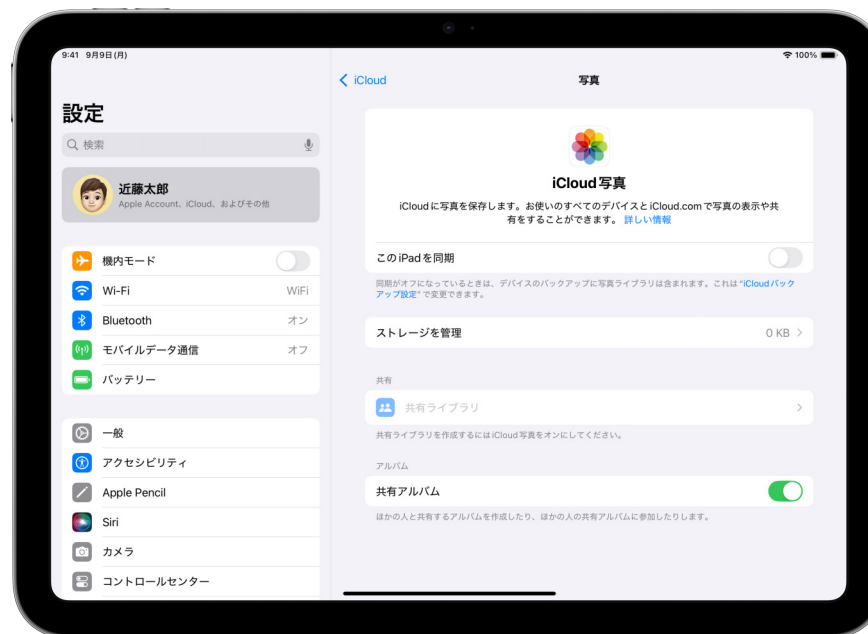 9:41 9月9日(月)
100%
設定
検索
近藤太郎
Apple Account、iCloud、およびその他
機内モード
Wi-Fi WiFi
Bluetooth オン
モバイルデータ通信 オフ
バッテリー
一般
アクセシビリティ
Apple Pencil
Siri
カメラ
コントロールセンター
iCloud
写真
iCloud写真
iCloudに写真を保存します。お使いのすべてのデバイスとiCloud.comで写真の表示や共
有をすることができます。 詳しい情報
このiPadを同期
同期がオフになっているときは、デバイスのバックアップに写真ライブラリは含まれます。これは“iCloudバック
アップ設定”で変更できます。
ストレージを管理 0 KB
共有
共有ライブラリ
共有ライブラリを作成するにはiCloud写真をオンにしてください。
アルバム
共有アルバム
ほかの人と共有するアルバムを作成したり、ほかの人の共有アルバムに参加したりします。